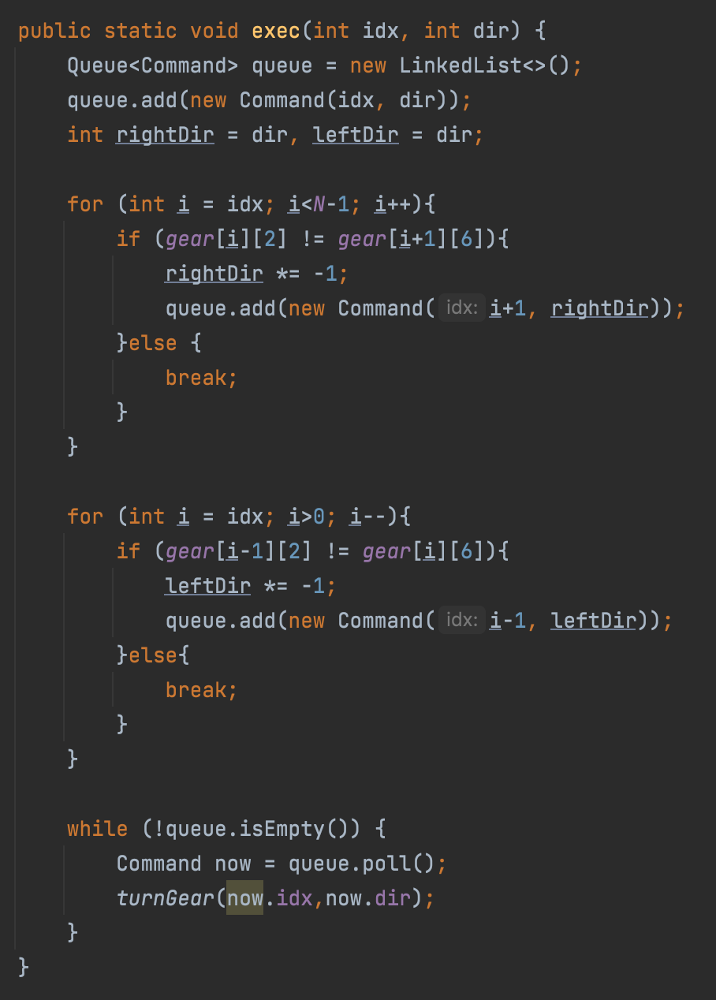 public static void exec(int idx, int dir) {
    Queue<Command> queue = new LinkedList<>();
    queue.add(new Command(idx, dir));
    int rightDir = dir, leftDir = dir;

    for (int i = idx; i<N-1; i++){
        if (gear[i][2] != gear[i+1][6]){
            rightDir *= -1;
            queue.add(new Command( idx: i+1, rightDir));
        }else {
            break;
        }
    }

    for (int i = idx; i>0; i--){
        if (gear[i-1][2] != gear[i][6]){
            leftDir *= -1;
            queue.add(new Command( idx: i-1, leftDir));
        }else{
            break;
        }
    }

    while (!queue.isEmpty()) {
        Command now = queue.poll();
        turnGear(now.idx,now.dir);
    }
}